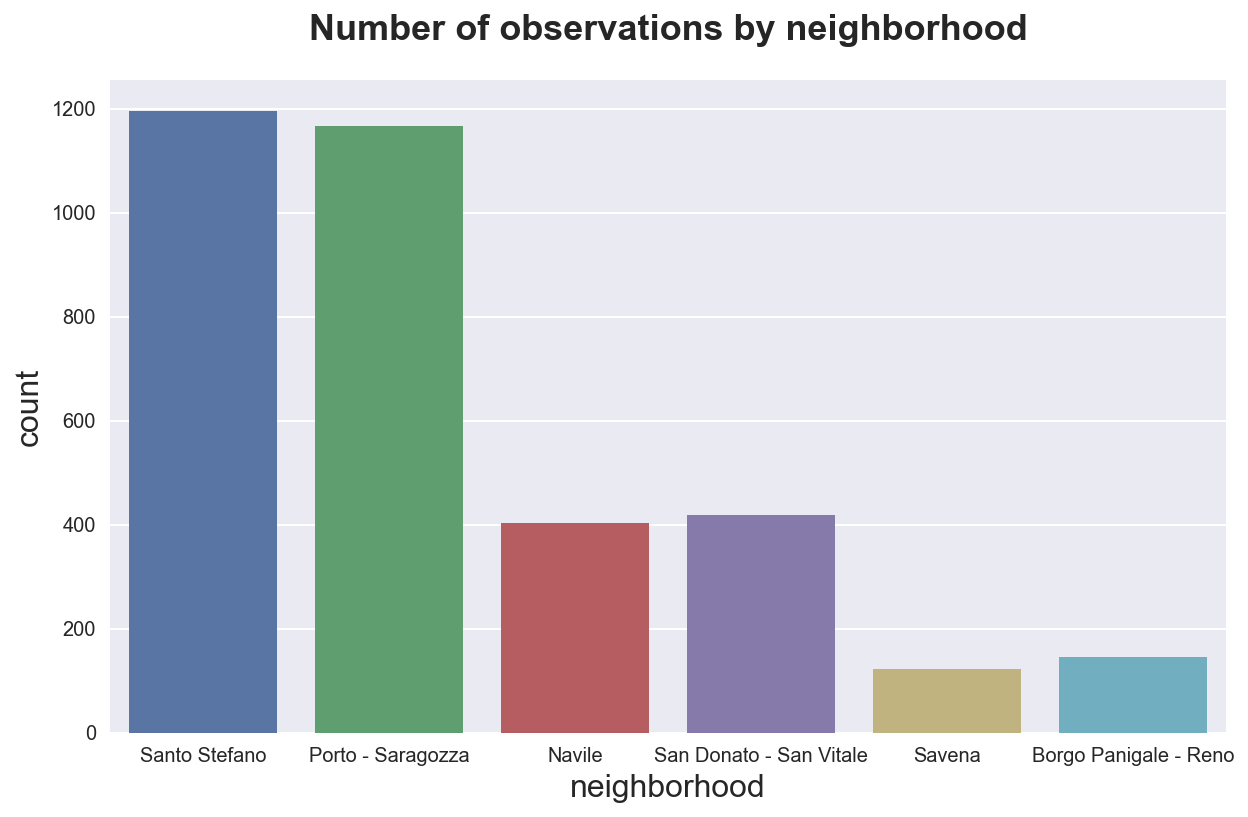 Number of observations by neighborhood
1200
1000
800
600
400
200
0
count
Santo Stefano Porto - Saragozza Navile San Donato - San Vitale Savena Borgo Panigale - Reno
neighborhood